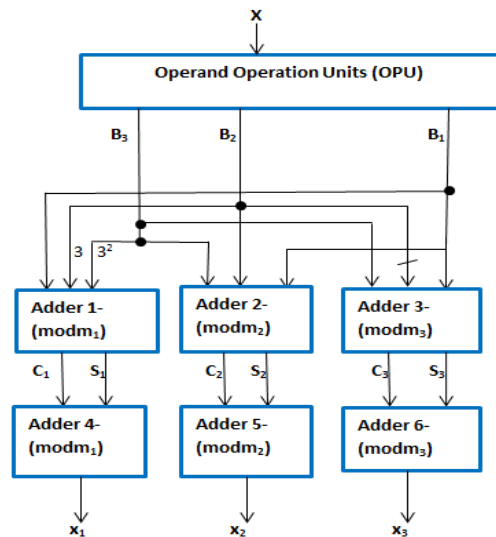 X
Operand Operation Units (OPU)
B₃ B₂ B₁
3 3²
Adder 1-
(modm₁)
Adder 2-
(modm₂)
Adder 3-
(modm₃)
C₁ S₁ C₂ S₂ C₃ S₃
Adder 4-
(modm₁)
Adder 5-
(modm₂)
Adder 6-
(modm₃)
x₁ x₂ x₃